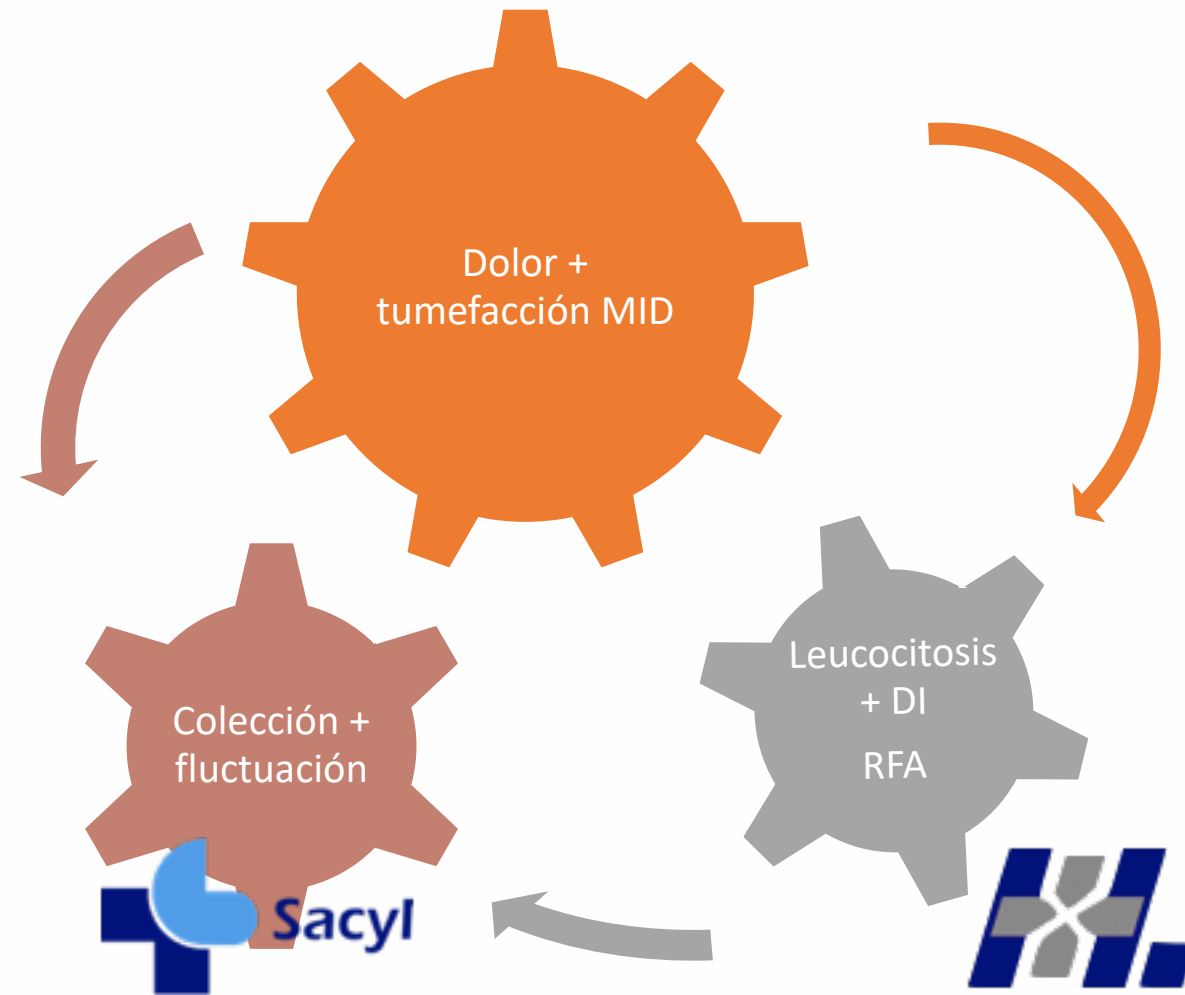 Dolor +
tumefacción MID
Leucocitosis
+ DI
RFA
Colección +
fluctuación
Sacyl
H.